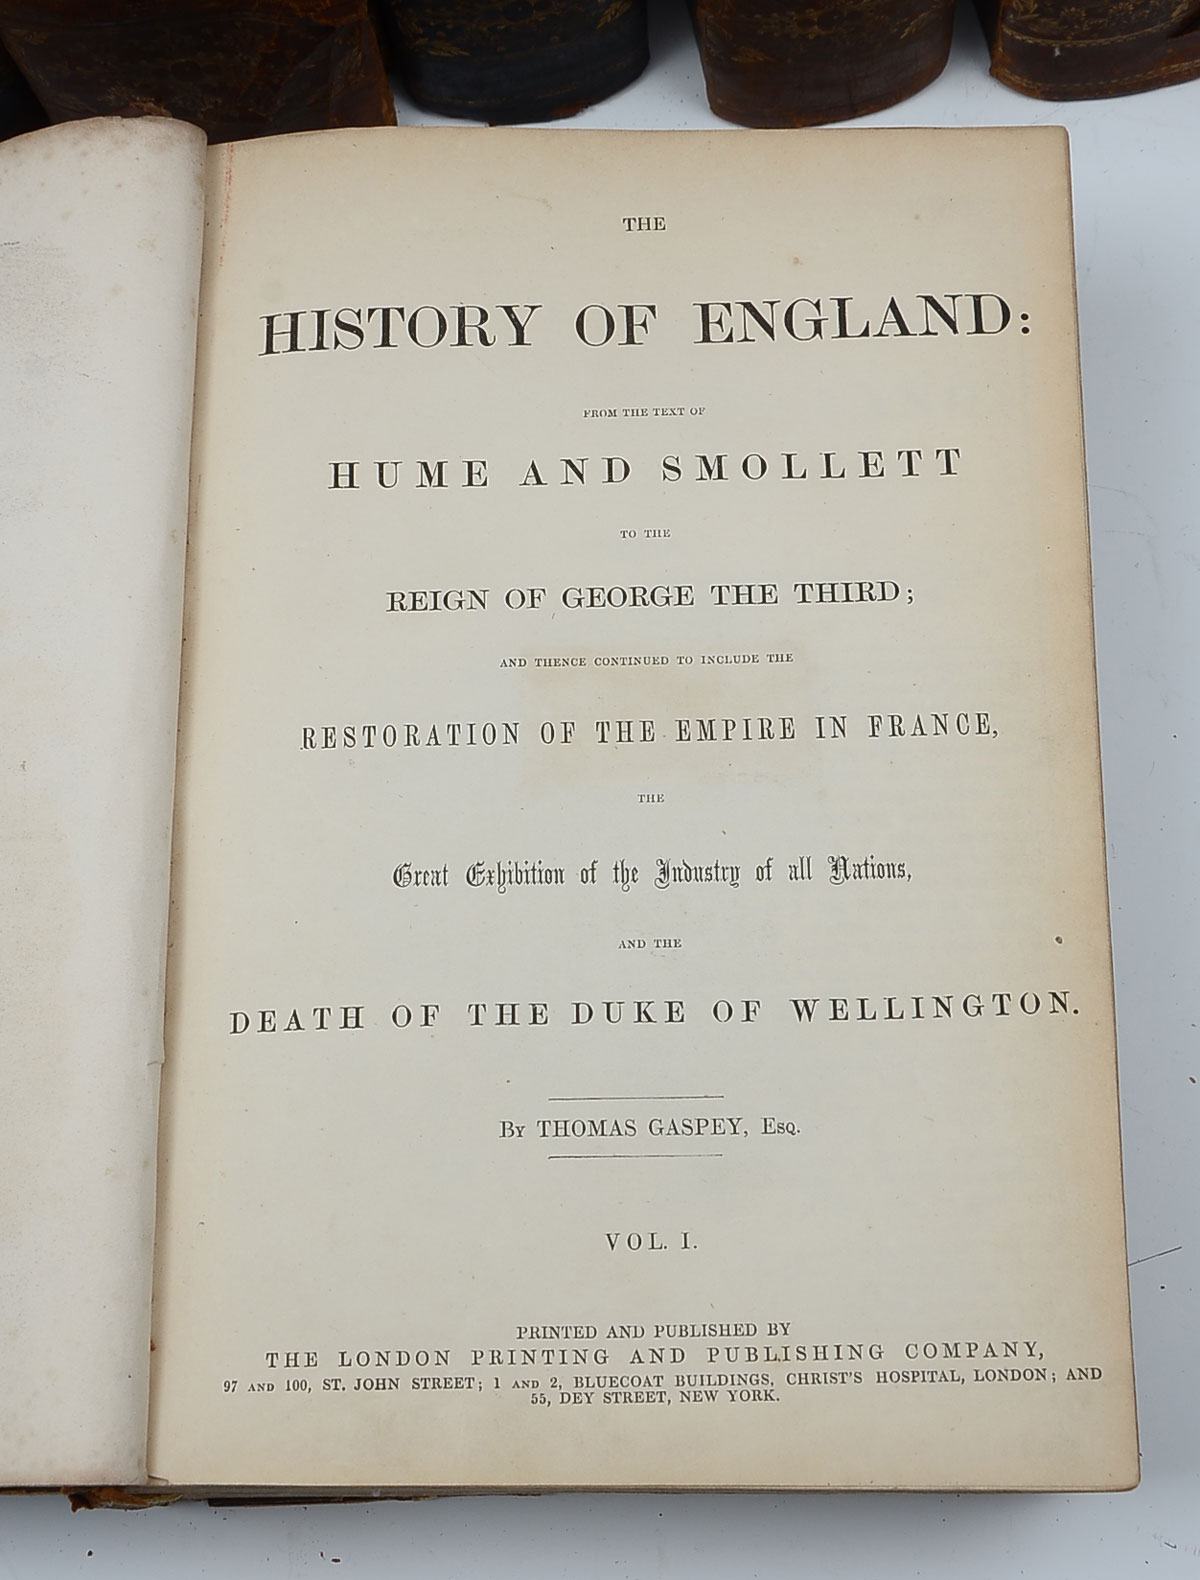 THE
HISTORY OF ENGLAND:
FROM THE TEXT OF
HUME AND SMOLLETT
TO THE
REIGN OF GEORGE THE THIRD;
AND THENCE CONTINUED TO INCLUDE THE
RESTORATION OF THE EMPIRE IN FRANCE,
THE
Great Exhibition of the Industry of all Nations,
AND THE
DEATH OF THE DUKE OF WELLINGTON.
BY THOMAS GASPEY, ESQ.
VOL. I.
PRINTED AND PUBLISHED BY
THE LONDON PRINTING AND PUBLISHING COMPANY,
97 AND 100, ST. JOHN STREET; 1 AND 2, BLUECOAT BUILDINGS, CHRIST'S HOSPITAL, LONDON; AND
55, DEY STREET, NEW YORK.